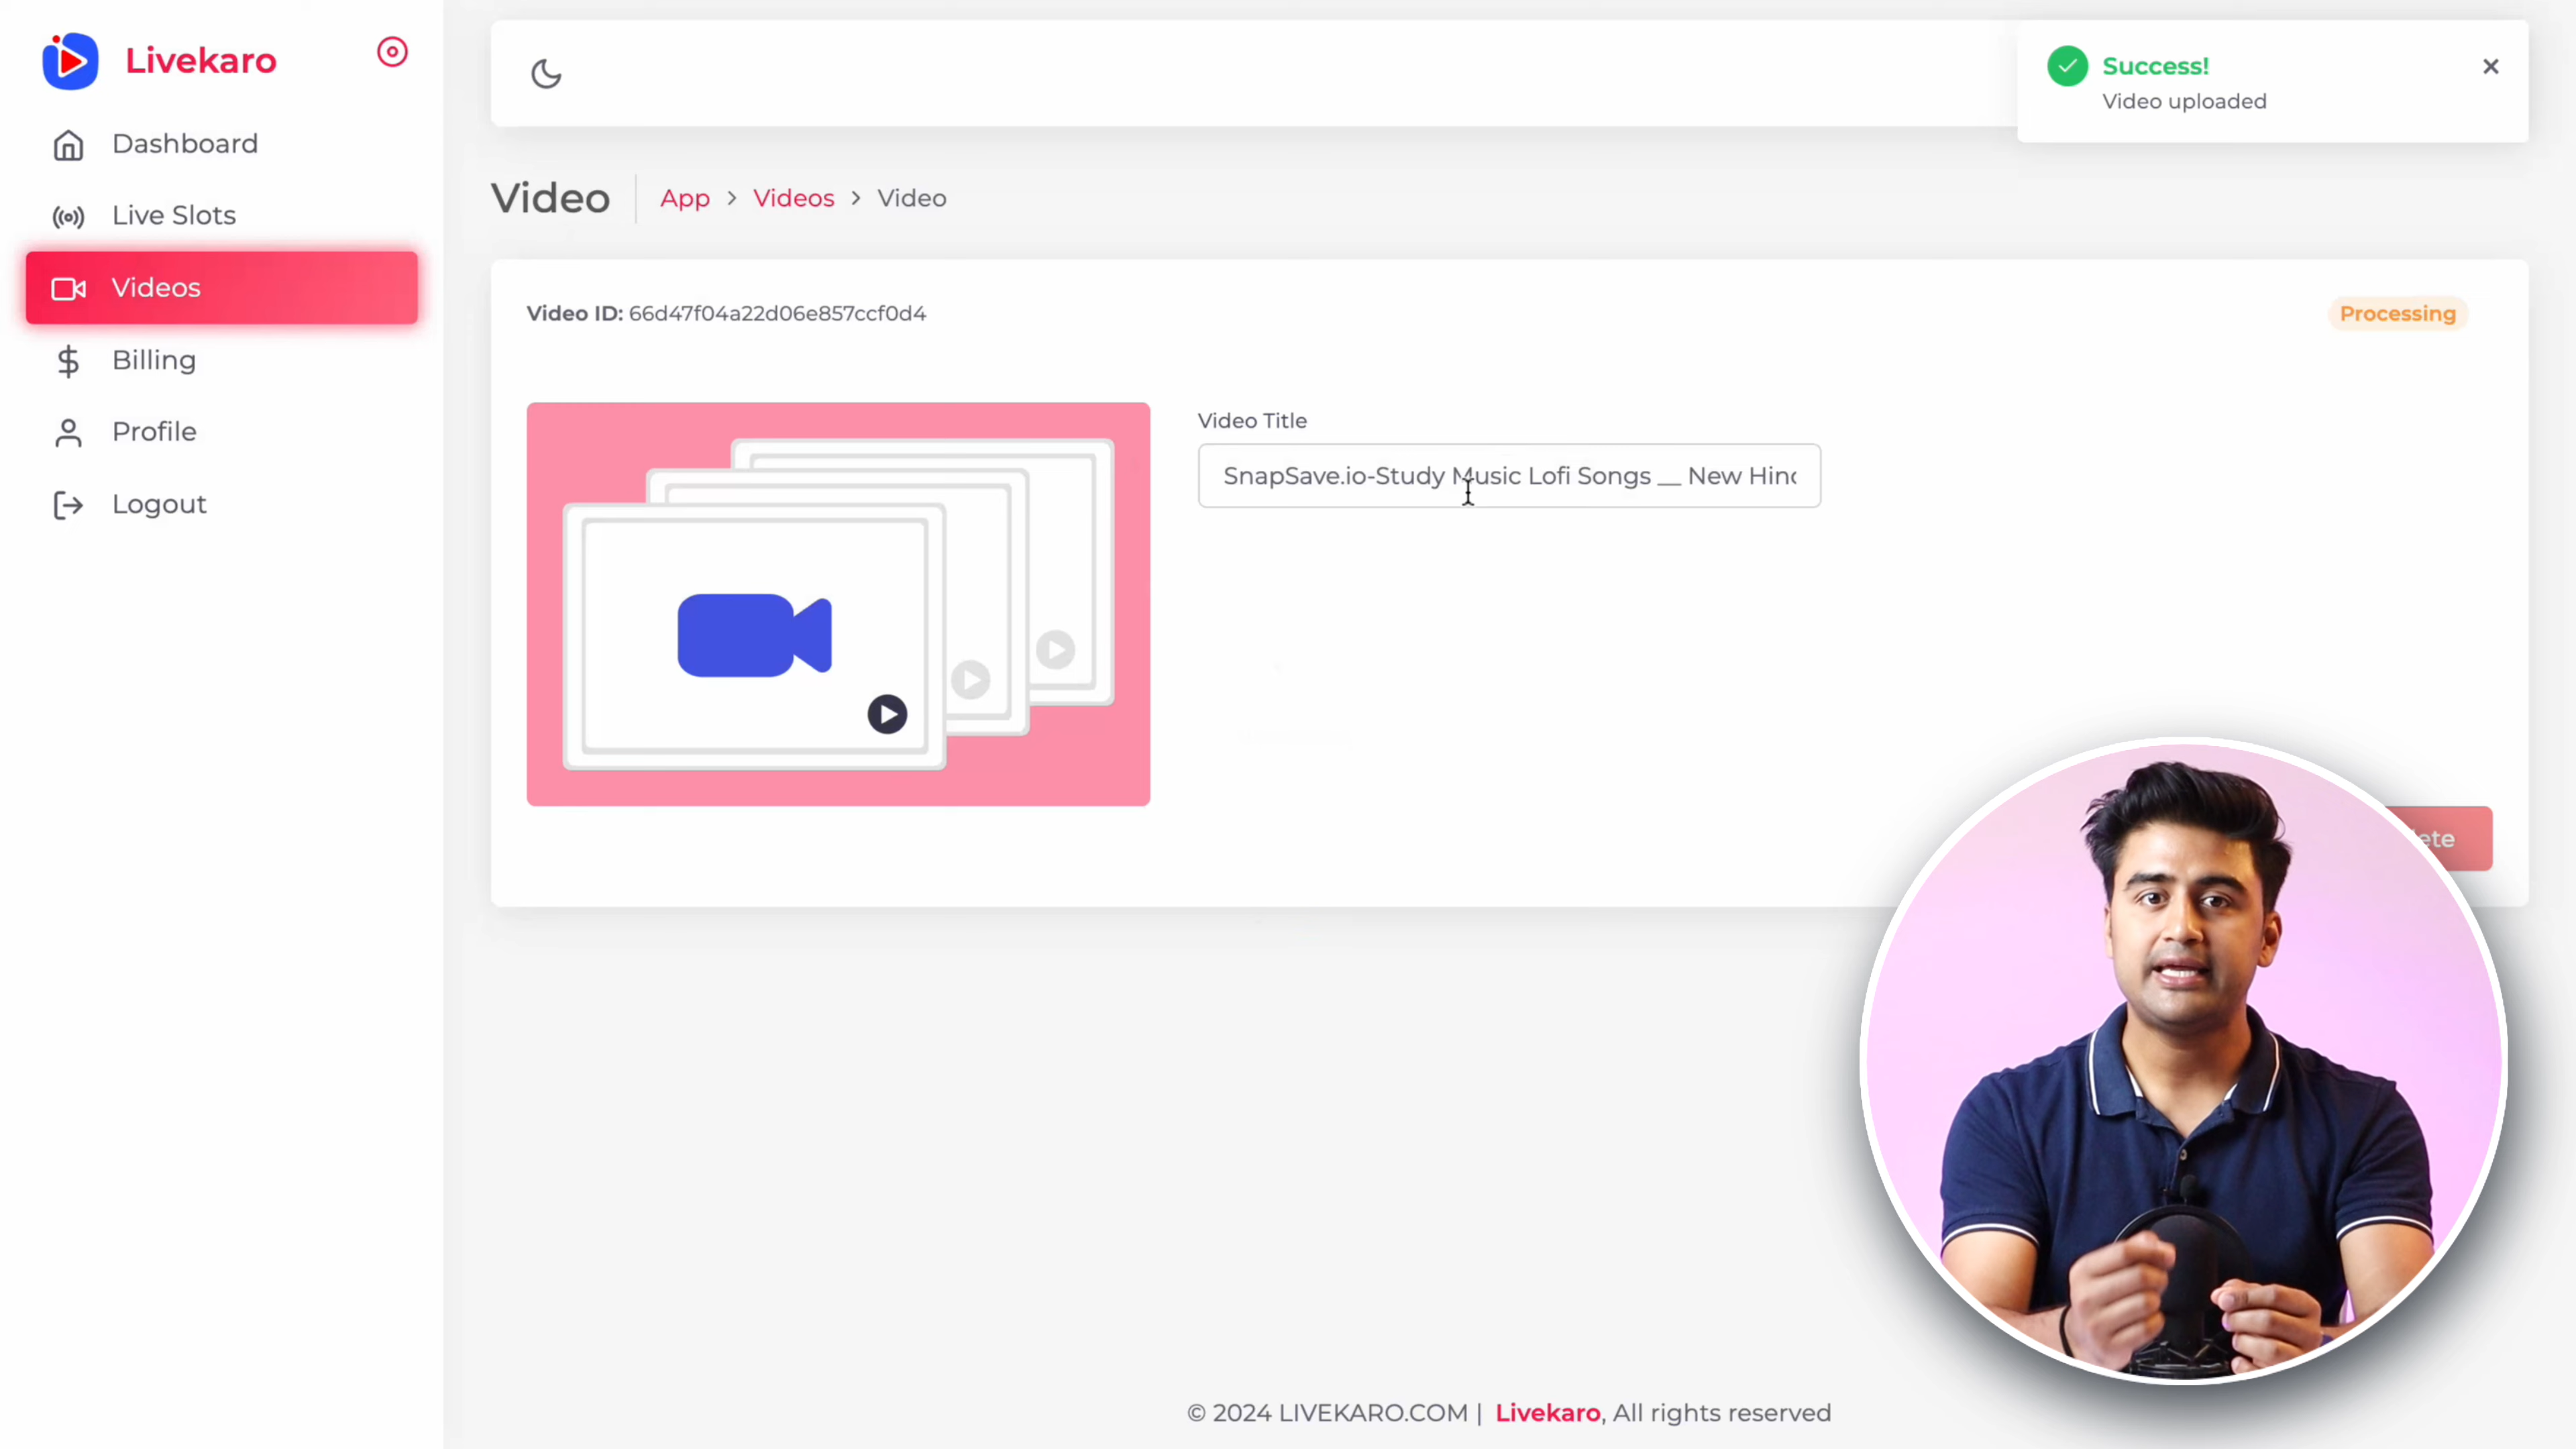 Livekaro
Dashboard
Live Slots
Videos
Billing
Profile
Logout
Success!
Video uploaded
Video App > Videos > Video
Video ID: 66d47f04a22d06e857ccf0d4
Processing
Video Title
SnapSave.io-Study Music Lofi Songs __ New Hin
© 2024 LIVEKARO.COM | Livekaro, All rights reserved